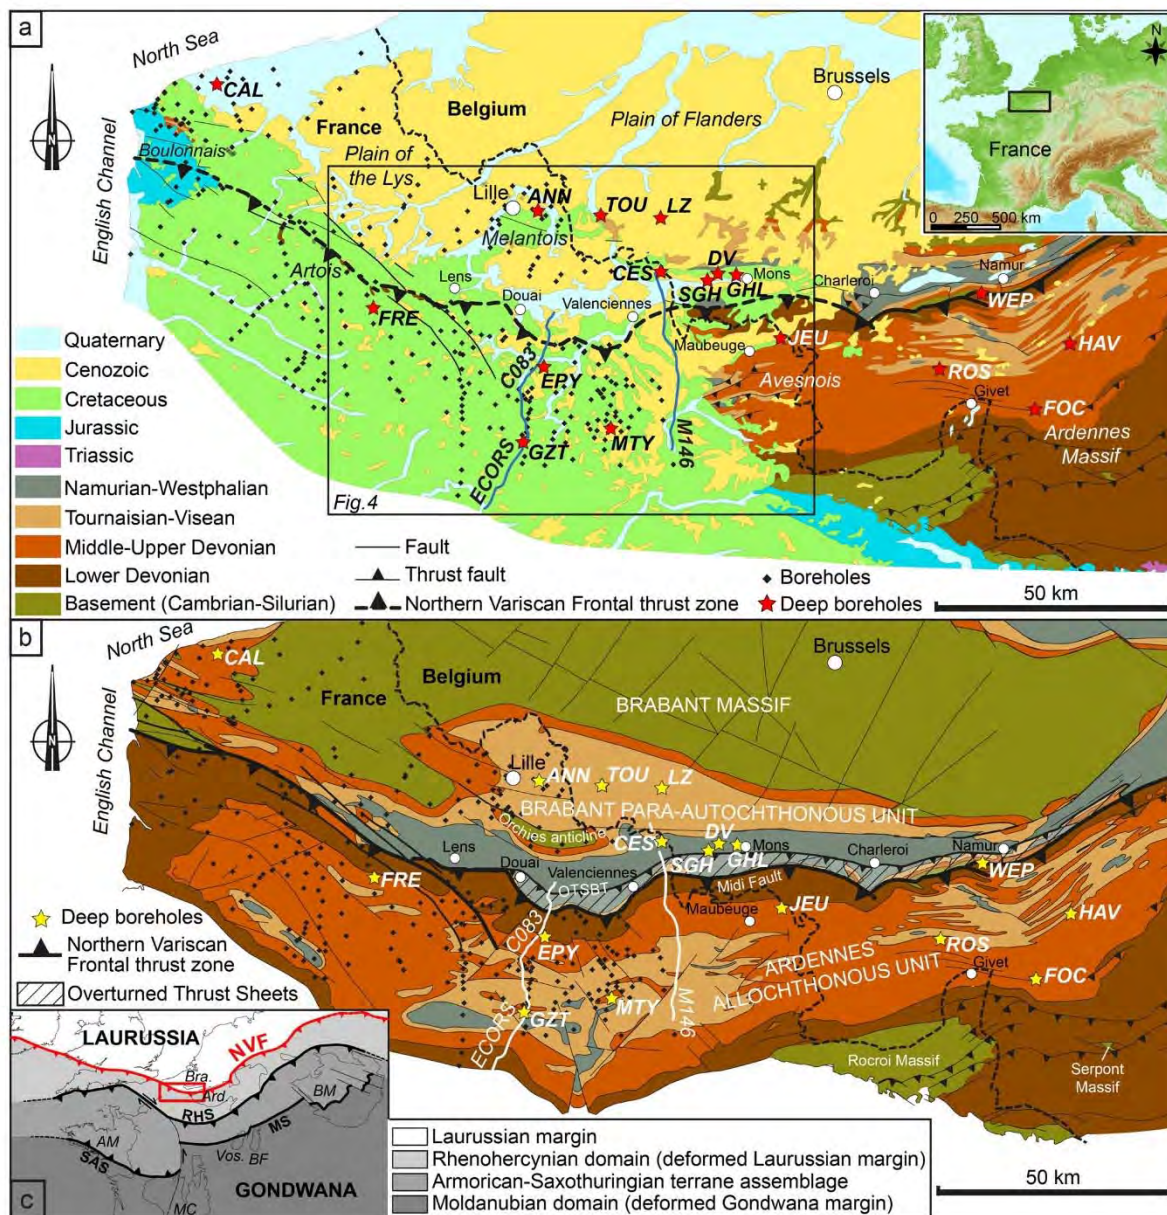 a
North Sea
CAL
English Channel
Boulonnais
France
Belgium
Plain of
the Lys
Plain of Flanders
Brussels
Lille
ANN
TOU
LZ
Melantois
Artois
Lens
Douai
Valenciennes
CES
DV
SGH
GHL
Mons
Charleroi
Namur
WEP
FRE
C083
EPY
Maubeuge
JEU
Avesnois
ROS
HAV
Givet
FOC
Ardennes
Massif
ECORS
GZT
MTY
M146
Fig.4
N
France
0 250 500 km
Quaternary
Cenozoic
Cretaceous
Jurassic
Triassic
Namurian-Westphalian
Tournaisian-Visean
Middle-Upper Devonian
Lower Devonian
Basement (Cambrian-Silurian)
Fault
Thrust fault
Northern Variscan Frontal thrust zone
Boreholes
Deep boreholes
50 km
b
North Sea
CAL
English Channel
France
Belgium
Brussels
BRABANT MASSIF
Lille
ANN
TOU
LZ
BRABANT PARA-AUTOCHTHONOUS UNIT
Orchies anticline
CES
DV
SGH
GHL
Mons
Lens
Douai
Valenciennes
OTSBT
Midi Fault
Charleroi
Namur
WEP
FRE
C083
EPY
Maubeuge
JEU
HAV
ROS
ARDENNES
ALLOCHTHONOUS UNIT
Givet
FOC
ECORS
GZT
MTY
M146
Rocroi Massif
Serpont
Massif
Deep boreholes
Northern Variscan
Frontal thrust zone
Overturned Thrust Sheets
LAURUSSIA
NVF
Bra.
Ard.
RHS
MS
BM
AM
SAS
Vos.
BF
MC
GONDWANA
c
Laurussian margin
Rhenohercynian domain (deformed Laurussian margin)
Armorican-Saxothuringian terrane assemblage
Moldanubian domain (deformed Gondwana margin)
50 km